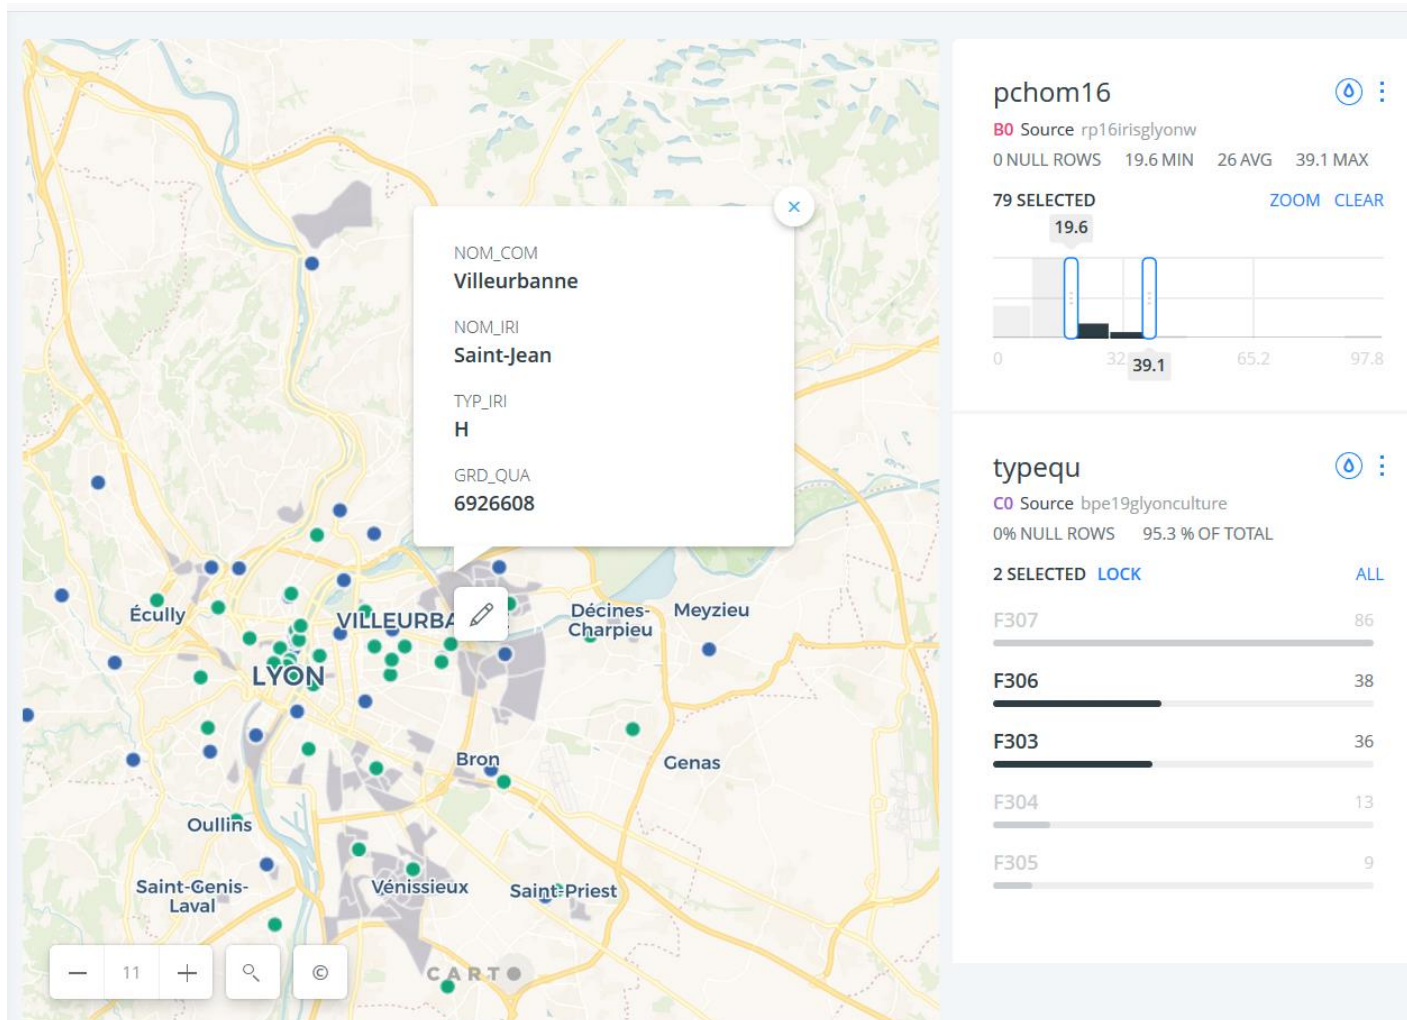 NOM_COM
Villeurbanne
NOM_IRI
Saint-Jean
TYP_IRI
H
GRD_QUA
6926608
Écully
Décines-
Charpieu
Meyzieu
LYON
Bron
Genas
Oullins
Saint-Genis-
Laval
Vénissieux
Saint-Priest
11
©
CARTO
pchom16
B0 Source rp16irisglyonw
0 NULL ROWS 19.6 MIN 26 AVG 39.1 MAX
79 SELECTED ZOOM CLEAR
19.6
0 32 65.2 97.8
39.1
typequ
C0 Source bpe19glyonculture
0% NULL ROWS 95.3 % OF TOTAL
2 SELECTED LOCK ALL
F307 86
F306 38
F303 36
F304 13
F305 9